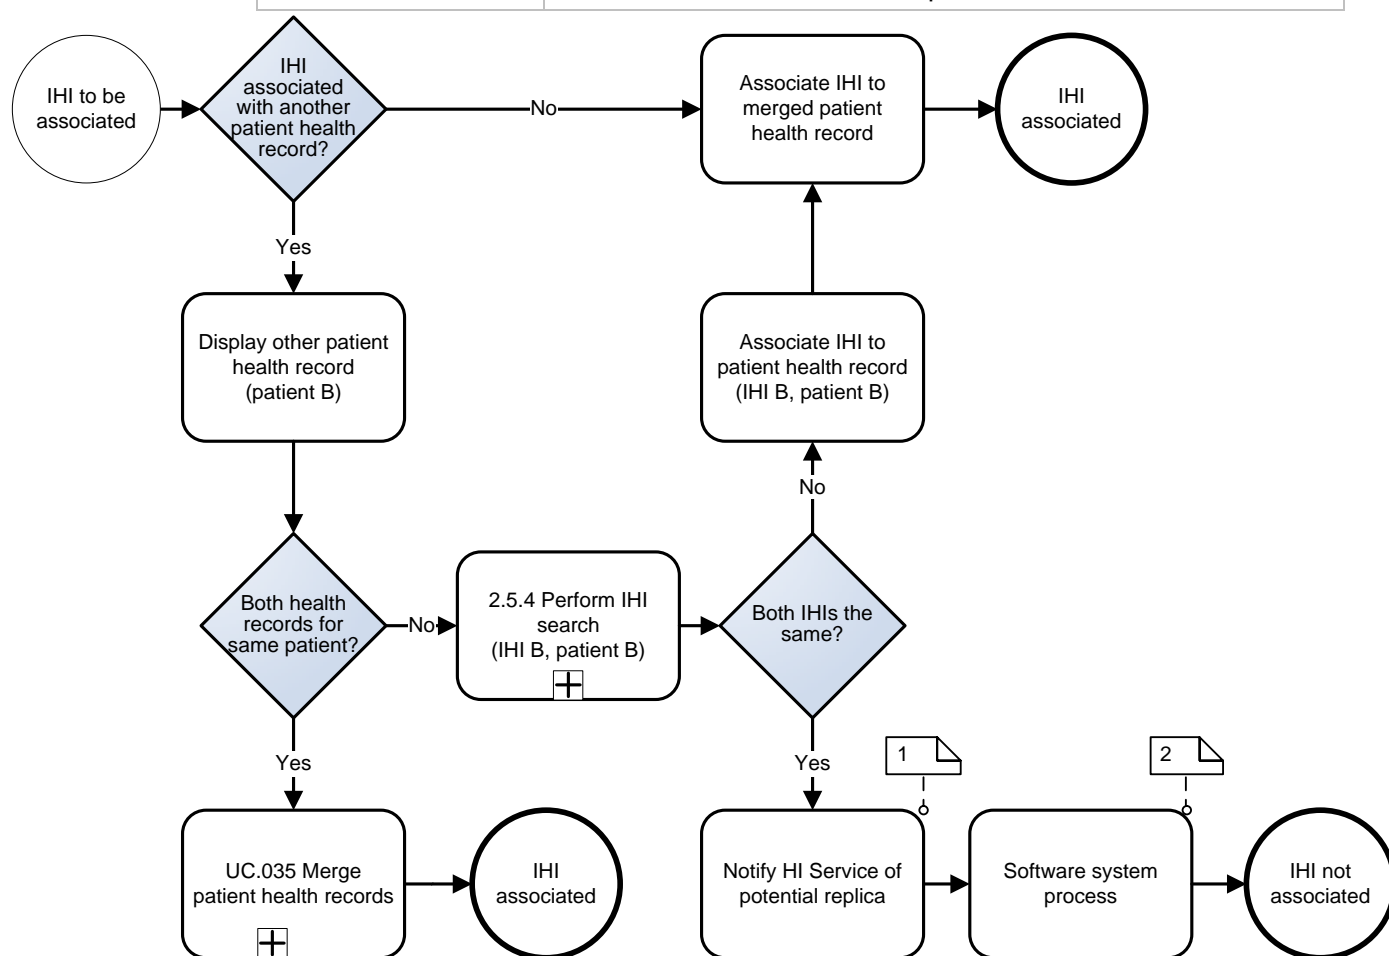 IHI to be
associated
IHI
associated
with another
patient health
record?
No
Associate IHI to
merged patient
health record
IHI
associated
Yes
Display other patient
health record
(patient B)
Associate IHI to
patient health record
(IHI B, patient B)
No
Both health
records for
same patient?
No
2.5.4 Perform IHI
search
(IHI B, patient B)
Both IHIs the
same?
Yes
Yes
1
2
UC.035 Merge
patient health records
IHI
associated
Notify HI Service of
potential replica
Software system
process
IHI not
associated